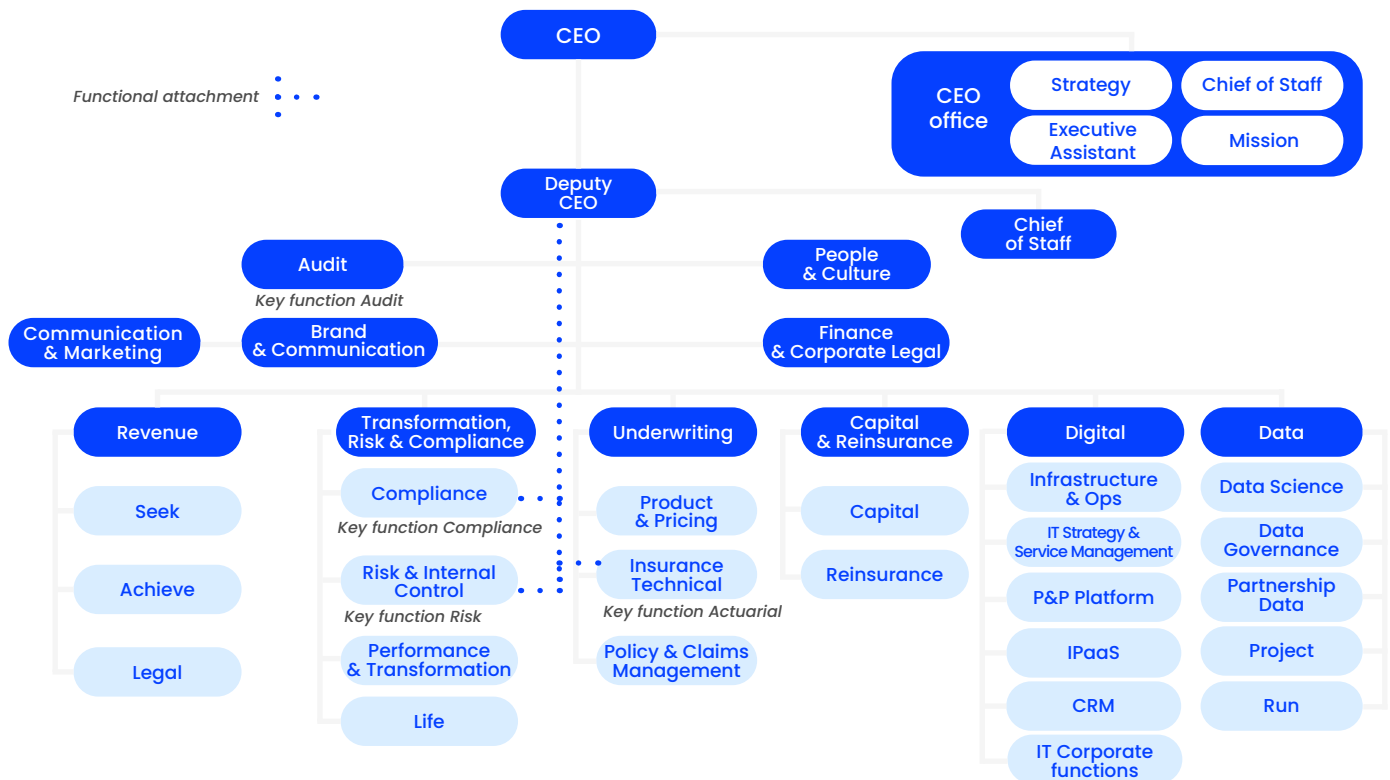 CEO
Functional attachment
CEO
office
Strategy
Chief of Staff
Executive
Assistant
Mission
Deputy
CEO
Chief
of Staff
Audit
Key function Audit
People
& Culture
Communication
& Marketing
Brand
& Communication
Finance
& Corporate Legal
Revenue
Seek
Achieve
Legal
Transformation,
Risk & Compliance
Compliance
Key function Compliance
Risk & Internal
Control
Key function Risk
Performance
& Transformation
Life
Underwriting
Product
& Pricing
Insurance
Technical
Key function Actuarial
Policy & Claims
Management
Capital
& Reinsurance
Capital
Reinsurance
Digital
Infrastructure
& Ops
IT Strategy &
Service Management
P&P Platform
IPaaS
CRM
IT Corporate
functions
Data
Data Science
Data
Governance
Partnership
Data
Project
Run